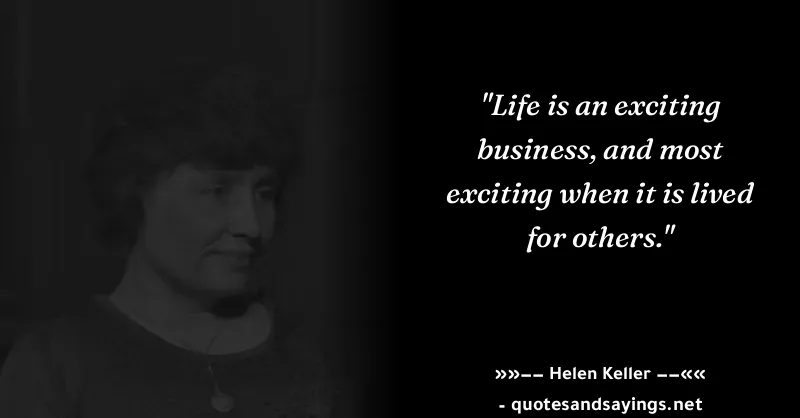 "Life is an exciting
business, and most
exciting when it is lived
for others."
»»−− Helen Keller −−««
- quotesandsayings.net